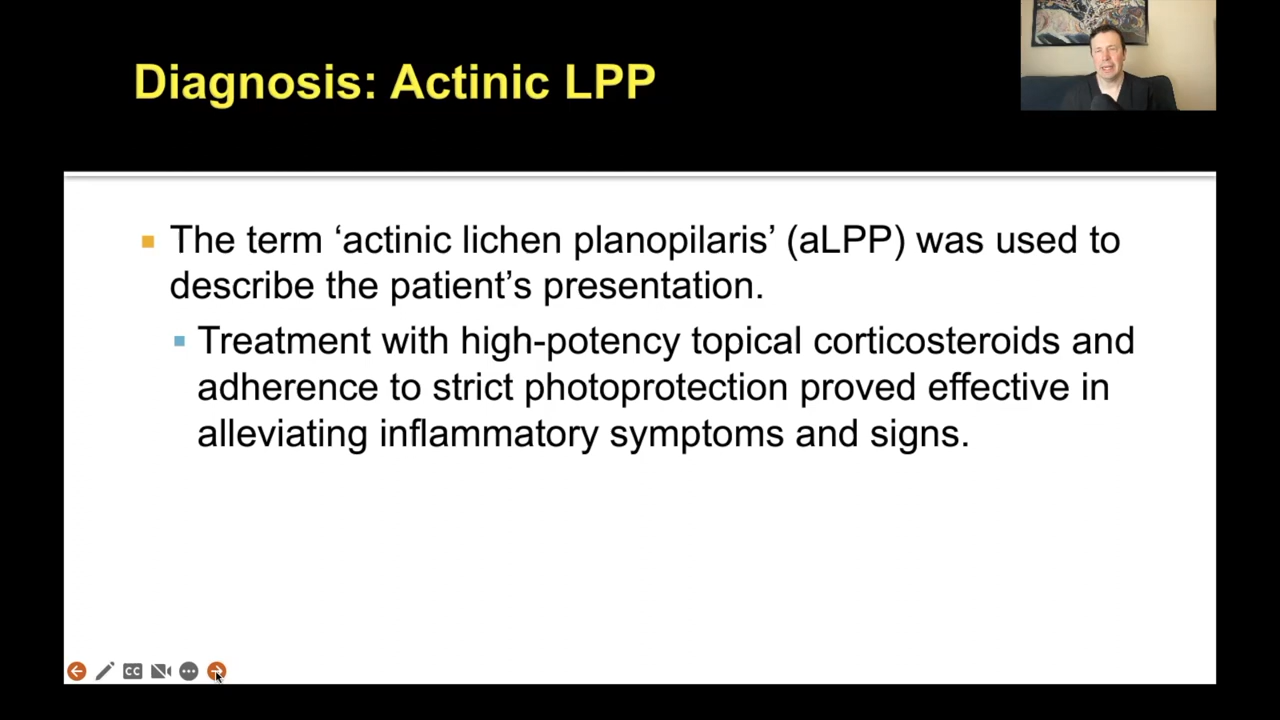 Diagnosis: Actinic LPP
The term ‘actinic lichen planopilaris’ (aLPP) was used to
describe the patient’s presentation.
Treatment with high-potency topical corticosteroids and
adherence to strict photoprotection proved effective in
alleviating inflammatory symptoms and signs.
CC